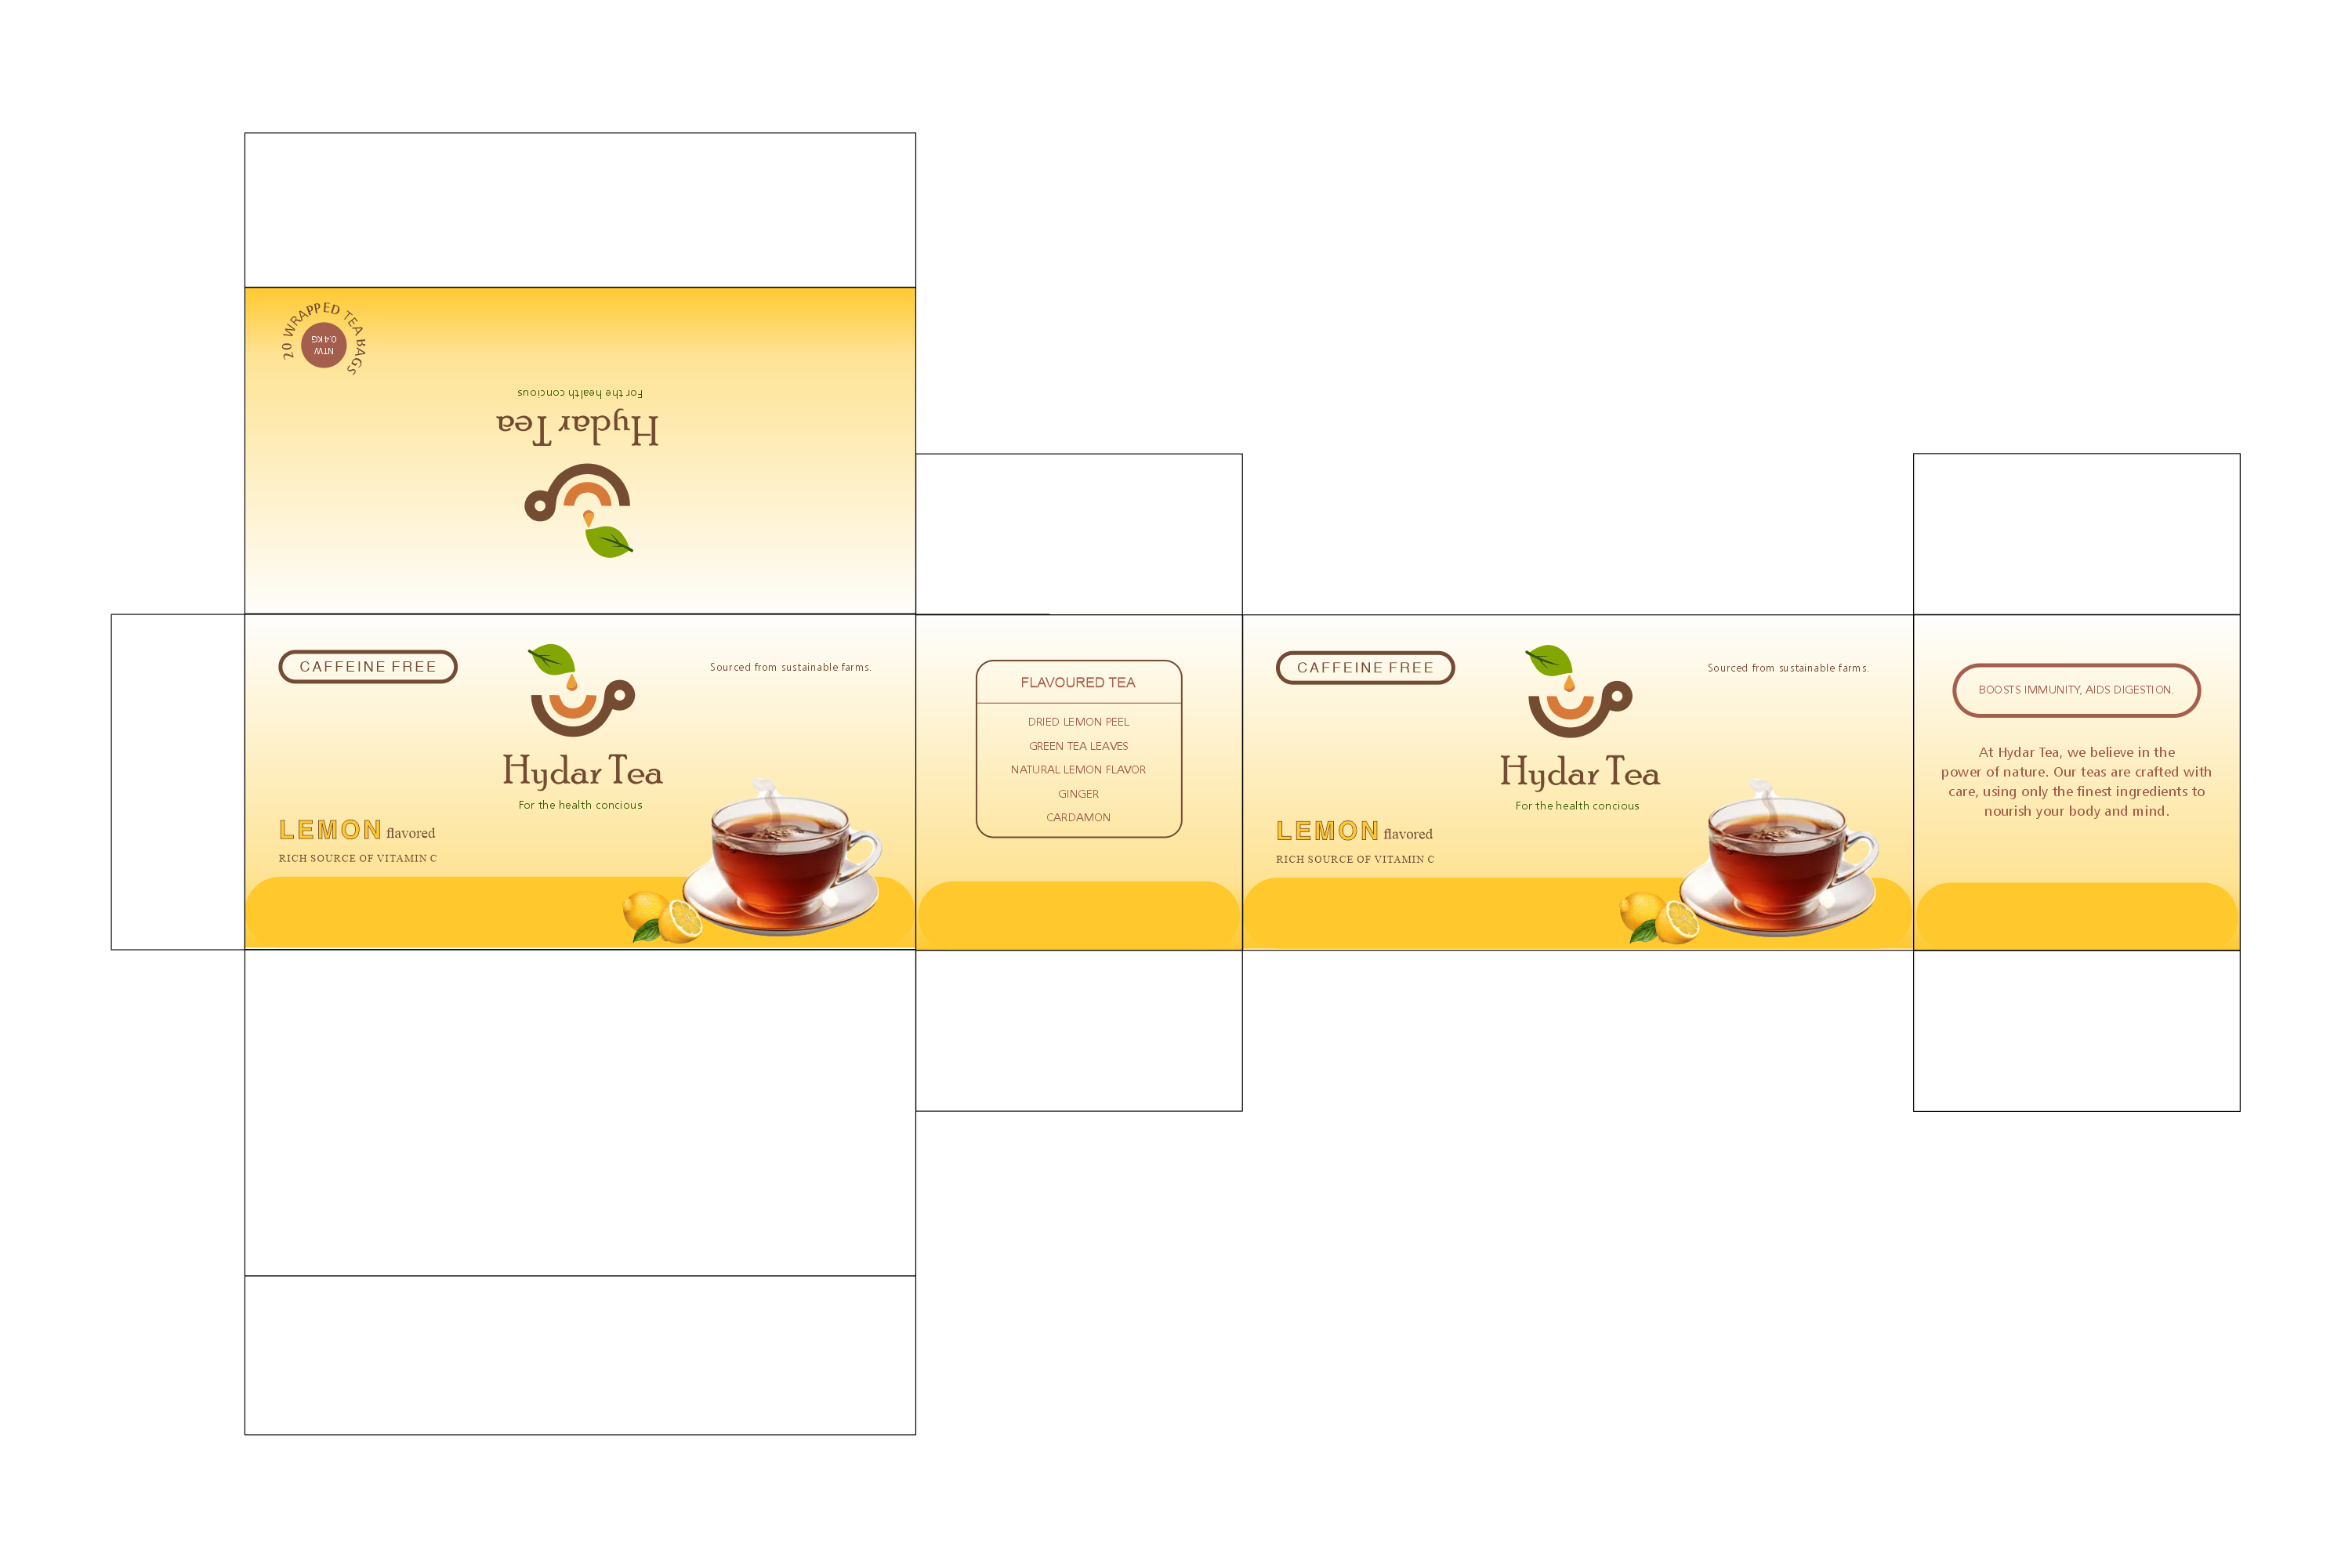 20 WRAPPED TEA BAGS
NTW
0.4KG
Hydar Tea
For the health concious
CAFFEINE FREE
Sourced from sustainable farms.
Hydar Tea
For the health concious
LEMON flavored
RICH SOURCE OF VITAMIN C
FLAVOURED TEA
DRIED LEMON PEEL
GREEN TEA LEAVES
NATURAL LEMON FLAVOR
GINGER
CARDAMON
CAFFEINE FREE
Sourced from sustainable farms.
Hydar Tea
For the health concious
LEMON flavored
RICH SOURCE OF VITAMIN C
BOOSTS IMMUNITY, AIDS DIGESTION.
At Hydar Tea, we believe in the
power of nature. Our teas are crafted with
care, using only the finest ingredients to
nourish your body and mind.